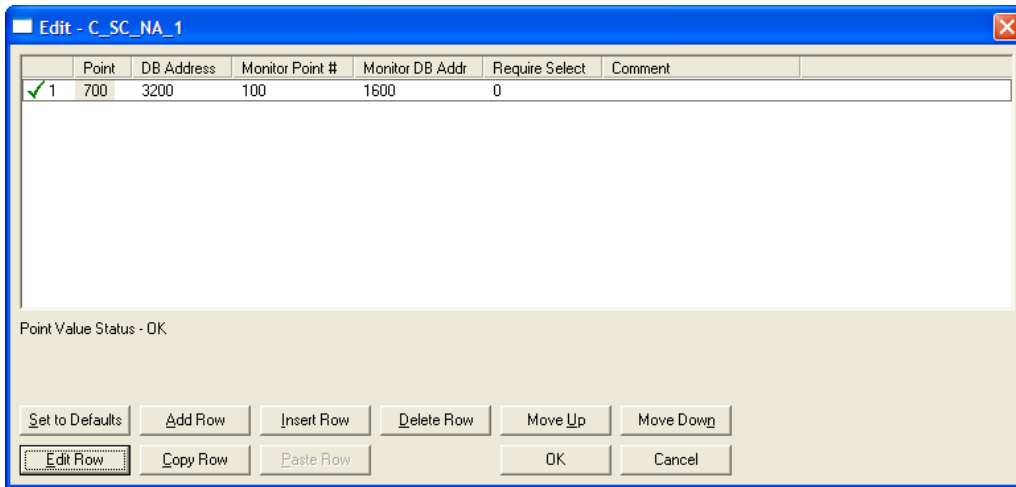 Edit - C_SC_NA_1
Point DB Address Monitor Point # Monitor DB Addr Require Select Comment
1 700 3200 100 1600 0
Point Value Status - OK
Set to Defaults Add Row Insert Row Delete Row Move Up Move Down
Edit Row Copy Row Paste Row OK Cancel